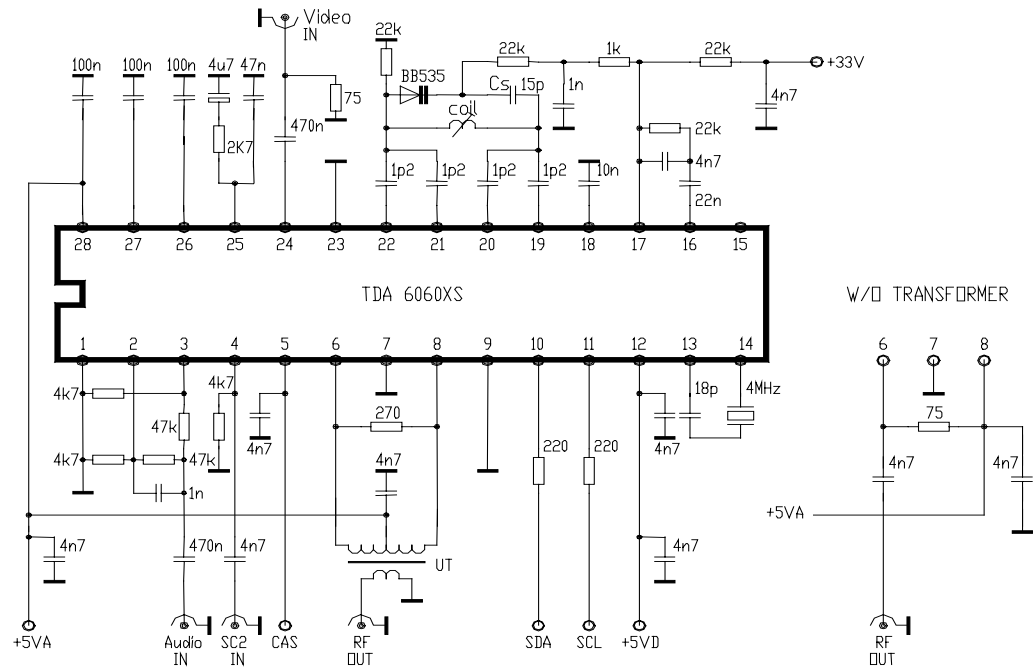 Video
IN
100n 100n 100n 4u7 47n
22k
BB535
22k
1k
22k
+33V
Cs 15p
1n
75
4n7
coil
470n
2K7
22k
4n7
1p2 1p2 1p2 1p2 10n
22n
28 27 26 25 24 23 22 21 20 19 18 17 16 15
TDA 6060XS
W/O TRANSFORMER
1 2 3 4 5 6 7 8 9 10 11 12 13 14
6 7 8
4k7
4k7
18p
4MHz
270
75
47k
4k7
47k
4n7
4n7
220
220
4n7
4n7
4n7
1n
+5VA
4n7
470n
4n7
UT
4n7
+5VA
Audio
IN
SC2
IN
CAS
RF
OUT
SDA
SCL
+5VD
RF
OUT